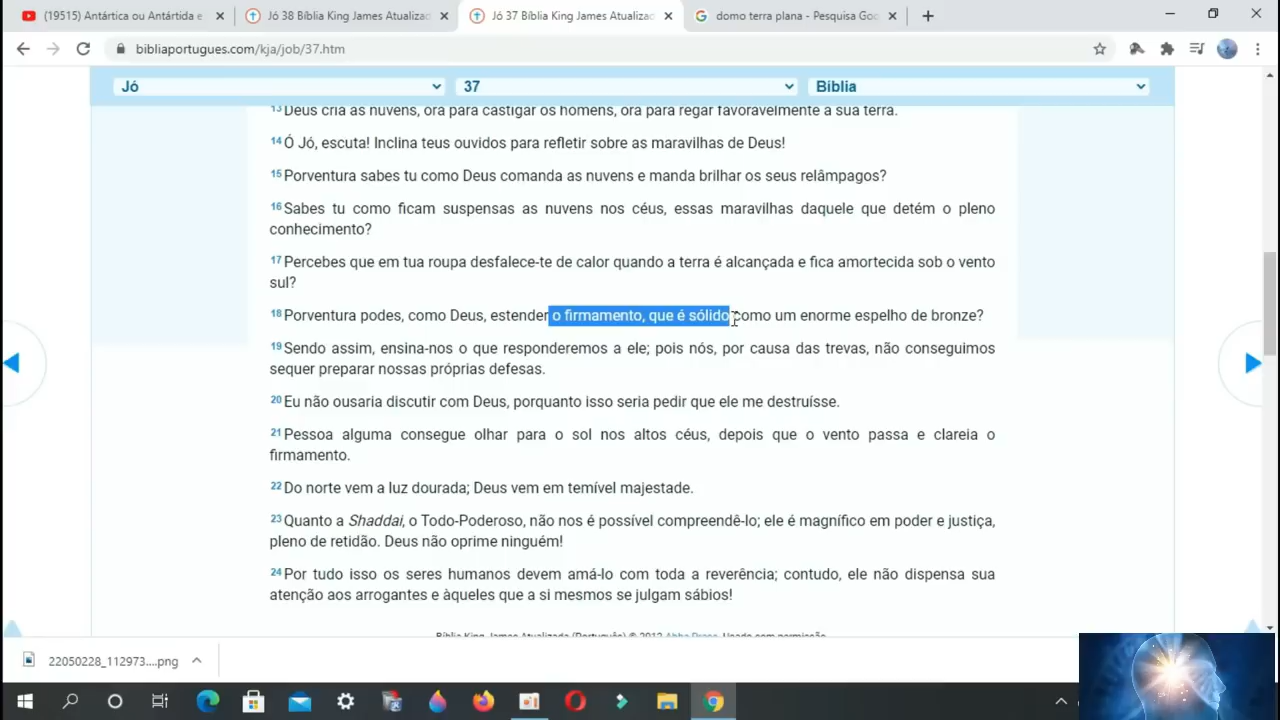 (19515) Antártica ou Antártida e
Jó 38 Bíblia King James Atualizad
Jó 37 Bíblia King James Atualizad
domo terra plana - Pesquisa Goo
bibliaportugues.com/kja/job/37.htm
Jó
37
Bíblia
13 Deus cria as nuvens, ora para castigar os homens, ora para regar favoravelmente a sua terra.
14 Ó Jó, escuta! Inclina teus ouvidos para refletir sobre as maravilhas de Deus!
15 Porventura sabes tu como Deus comanda as nuvens e manda brilhar os seus relâmpagos?
16 Sabes tu como ficam suspensas as nuvens nos céus, essas maravilhas daquele que detém o pleno
conhecimento?
17 Percebes que em tua roupa desfalece-te de calor quando a terra é alcançada e fica amortecida sob o vento
sul?
18 Porventura podes, como Deus, estender o firmamento, que é sólido como um enorme espelho de bronze?
19 Sendo assim, ensina-nos o que responderemos a ele; pois nós, por causa das trevas, não conseguimos
sequer preparar nossas próprias defesas.
20 Eu não ousaria discutir com Deus, porquanto isso seria pedir que ele me destruísse.
21 Pessoa alguma consegue olhar para o sol nos altos céus, depois que o vento passa e clareia o
firmamento.
22 Do norte vem a luz dourada; Deus vem em temível majestade.
23 Quanto a Shaddai, o Todo-Poderoso, não nos é possível compreendê-lo; ele é magnífico em poder e justiça,
pleno de retidão. Deus não oprime ninguém!
24 Por tudo isso os seres humanos devem amá-lo com toda a reverência; contudo, ele não dispensa sua
atenção aos arrogantes e àqueles que a si mesmos se julgam sábios!
Bíblia King James Atualizada (Português) © 2012 Abba Press. Usado com permissão.
22050228_112973....png